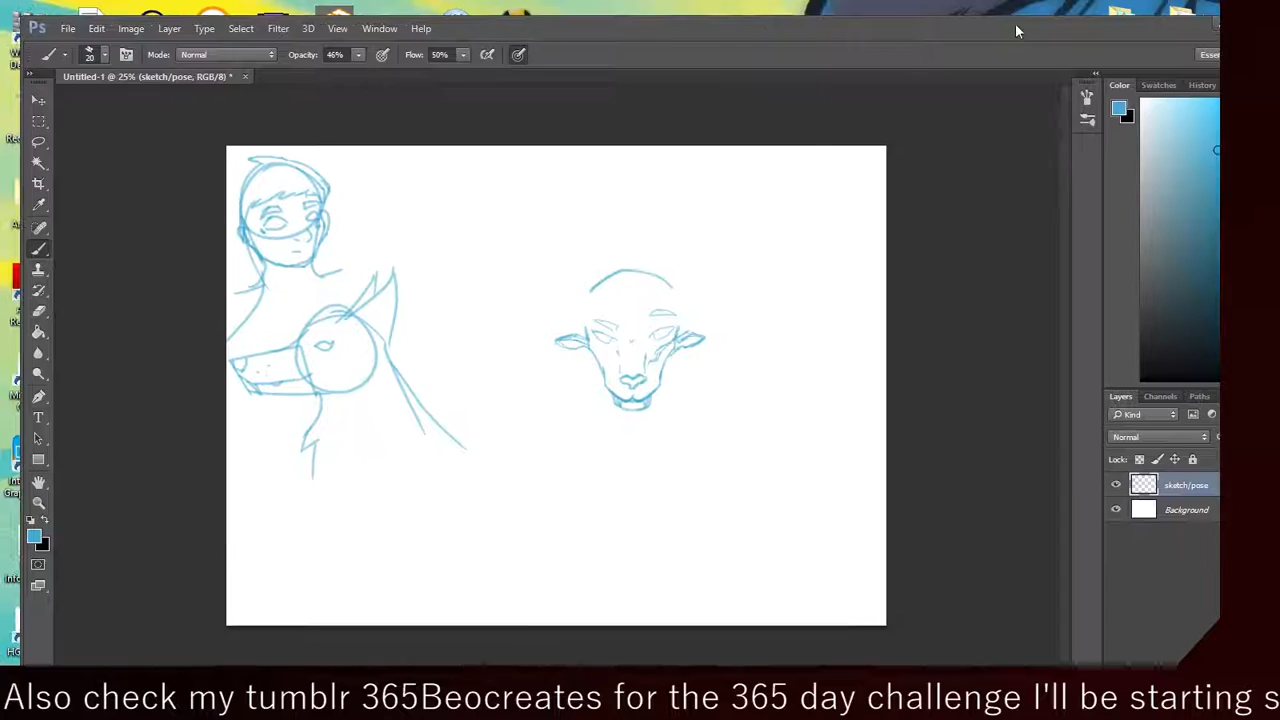 Ps File Edit Image Layer Type Select Filter 3D View Window Help
20 Mode: Normal Opacity: 46% Flow: 50% Essen
Untitled-1 @ 25% (sketch/pose, RGB/8) * ×
Color Swatches History
Layers Channels Paths
Kind
Normal
Lock:
sketch/pose
Background
Also check my tumblr 365Beocreates for the 365 day challenge I'll be starting s